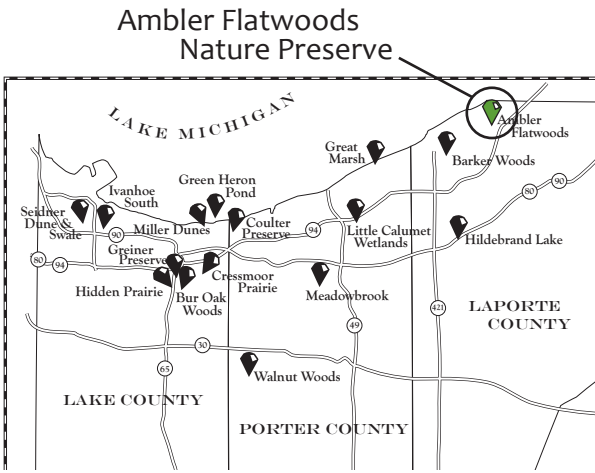 Ambler Flatwoods
Nature Preserve
LAKE MICHIGAN
Ambler
Flatwoods
Great
Marsh
Barker Woods
Green Heron
Pond
Ivanhoe
South
Seidner
Dune &
Swale
Miller Dunes
Coulter
Preserve
Little Calumet
Wetlands
Hildebrand Lake
80
90
90
94
Greiner
Preserve
80
94
Hidden Prairie
Bur Oak
Woods
Cressmoor
Prairie
Meadowbrook
421
LAPORTE
COUNTY
49
30
65
Walnut Woods
LAKE COUNTY
PORTER COUNTY